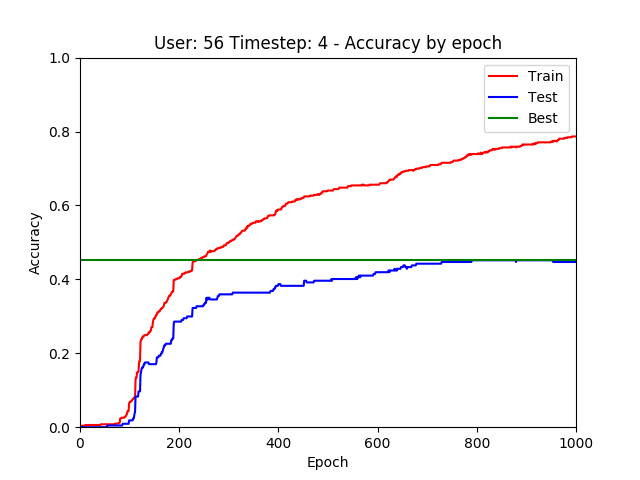 User: 56 Timestep: 4 - Accuracy by epoch
1.0
0.8
0.6
0.4
0.2
0.0
Accuracy
Train
Test
Best
0 200 400 600 800 1000
Epoch